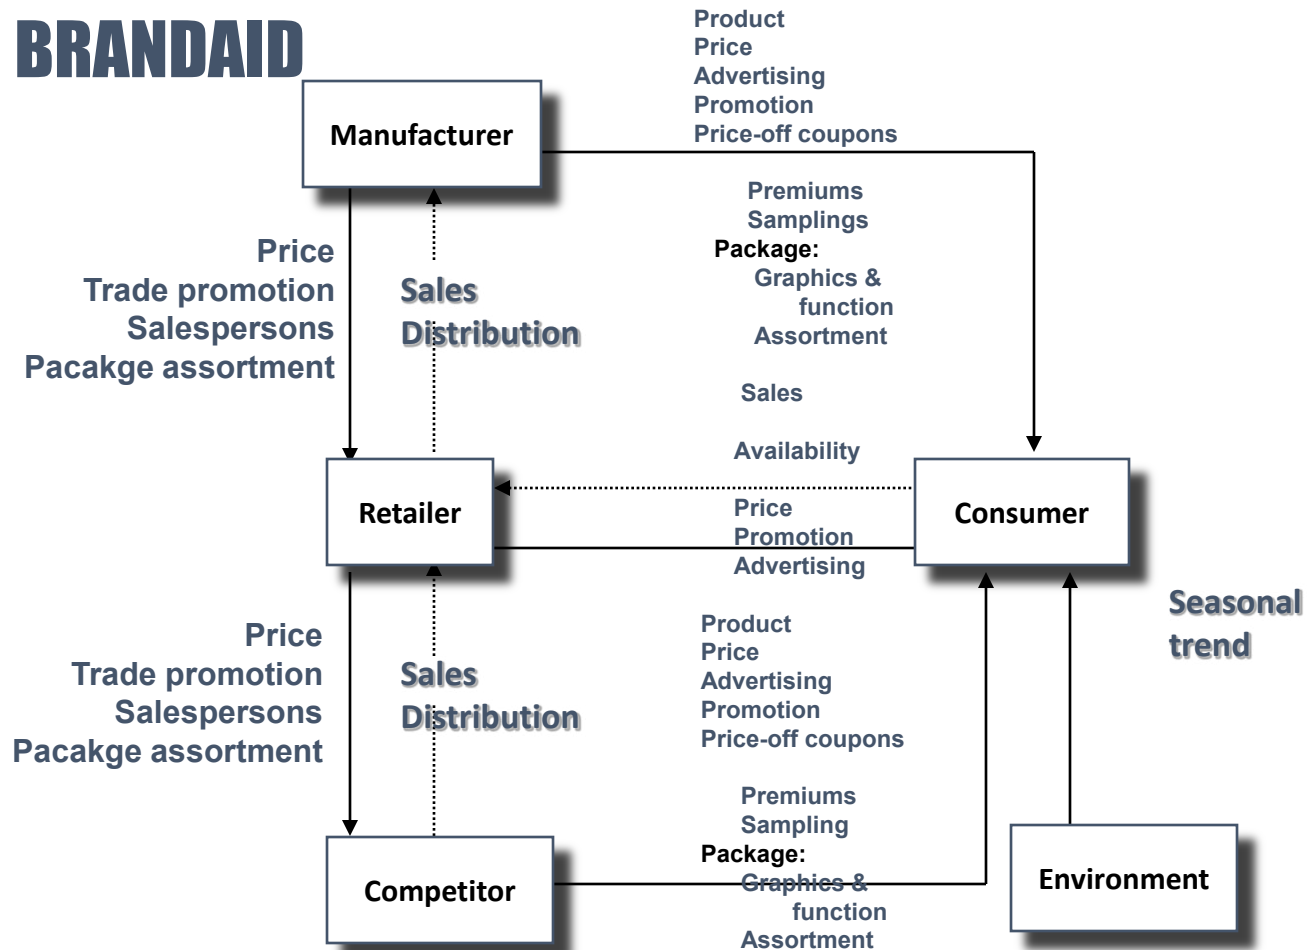 BRANDAID
Product
Price
Advertising
Promotion
Price-off coupons
Manufacturer
Premiums
Samplings
Package:
Graphics &
function
Assortment
Price
Trade promotion
Salespersons
Pacakge assortment
Sales
Distribution
Sales
Availability
Retailer
Price
Promotion
Advertising
Consumer
Seasonal
trend
Price
Trade promotion
Salespersons
Pacakge assortment
Sales
Distribution
Product
Price
Advertising
Promotion
Price-off coupons
Premiums
Sampling
Package:
Graphics &
function
Assortment
Competitor
Environment